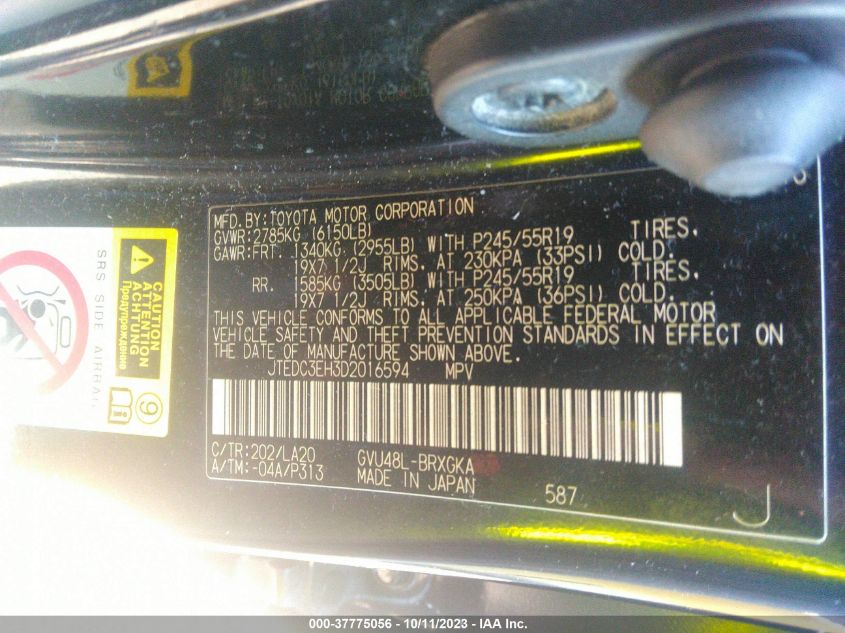 MFD. BY: TOYOTA MOTOR CORPORATION
GVWR: 2785KG (6150LB)
GAWR: FRT. 1340KG (2955LB) WITH P245/55R19 TIRES.
19X7 1/2J RIMS. AT 230KPA (33PSI) COLD.
RR. 1585KG (3505LB) WITH P245/55R19 TIRES.
19X7 1/2J RIMS. AT 250KPA (36PSI) COLD.
THIS VEHICLE CONFORMS TO ALL APPLICABLE FEDERAL MOTOR
VEHICLE SAFETY AND THEFT PREVENTION STANDARDS IN EFFECT ON
THE DATE OF MANUFACTURE SHOWN ABOVE.
JTEDC3EH3D2016594 MPV
C/TR: 202/LA20 GVU48L-BRXGKA
A/TM: -04A/P313 MADE IN JAPAN
587
J
CAUTION
ATTENTION
ACHTUNG
Предупреждение
SRS SIDE AIRBAG
9
000-37775056 - 10/11/2023 - IAA Inc.